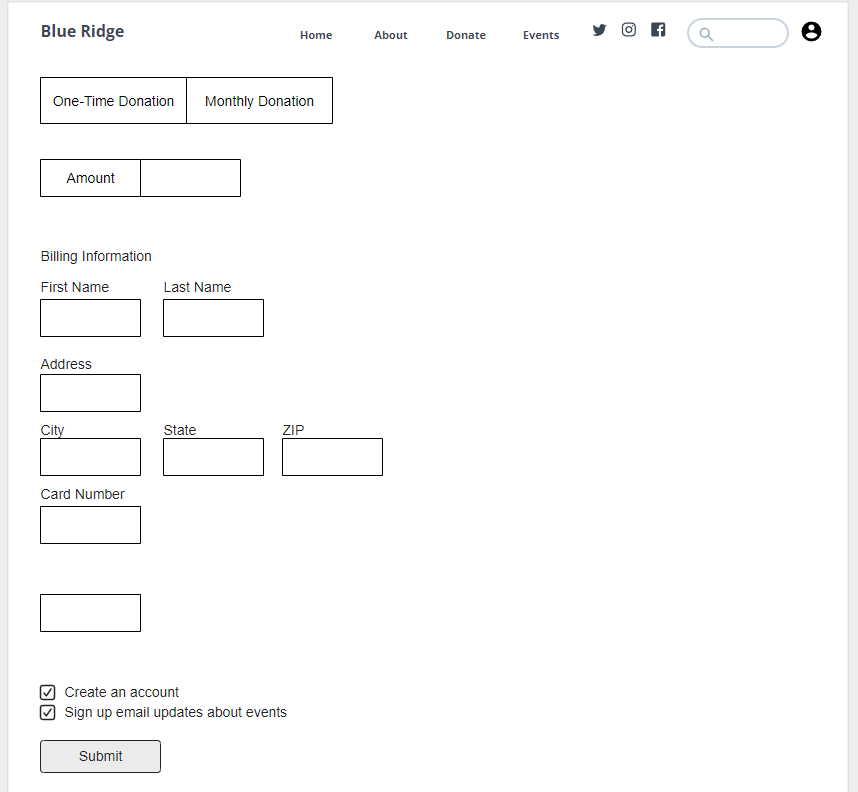 Blue Ridge
Home About Donate Events
One-Time Donation Monthly Donation
Amount
Billing Information
First Name Last Name
Address
City State ZIP
Card Number
Create an account
Sign up email updates about events
Submit